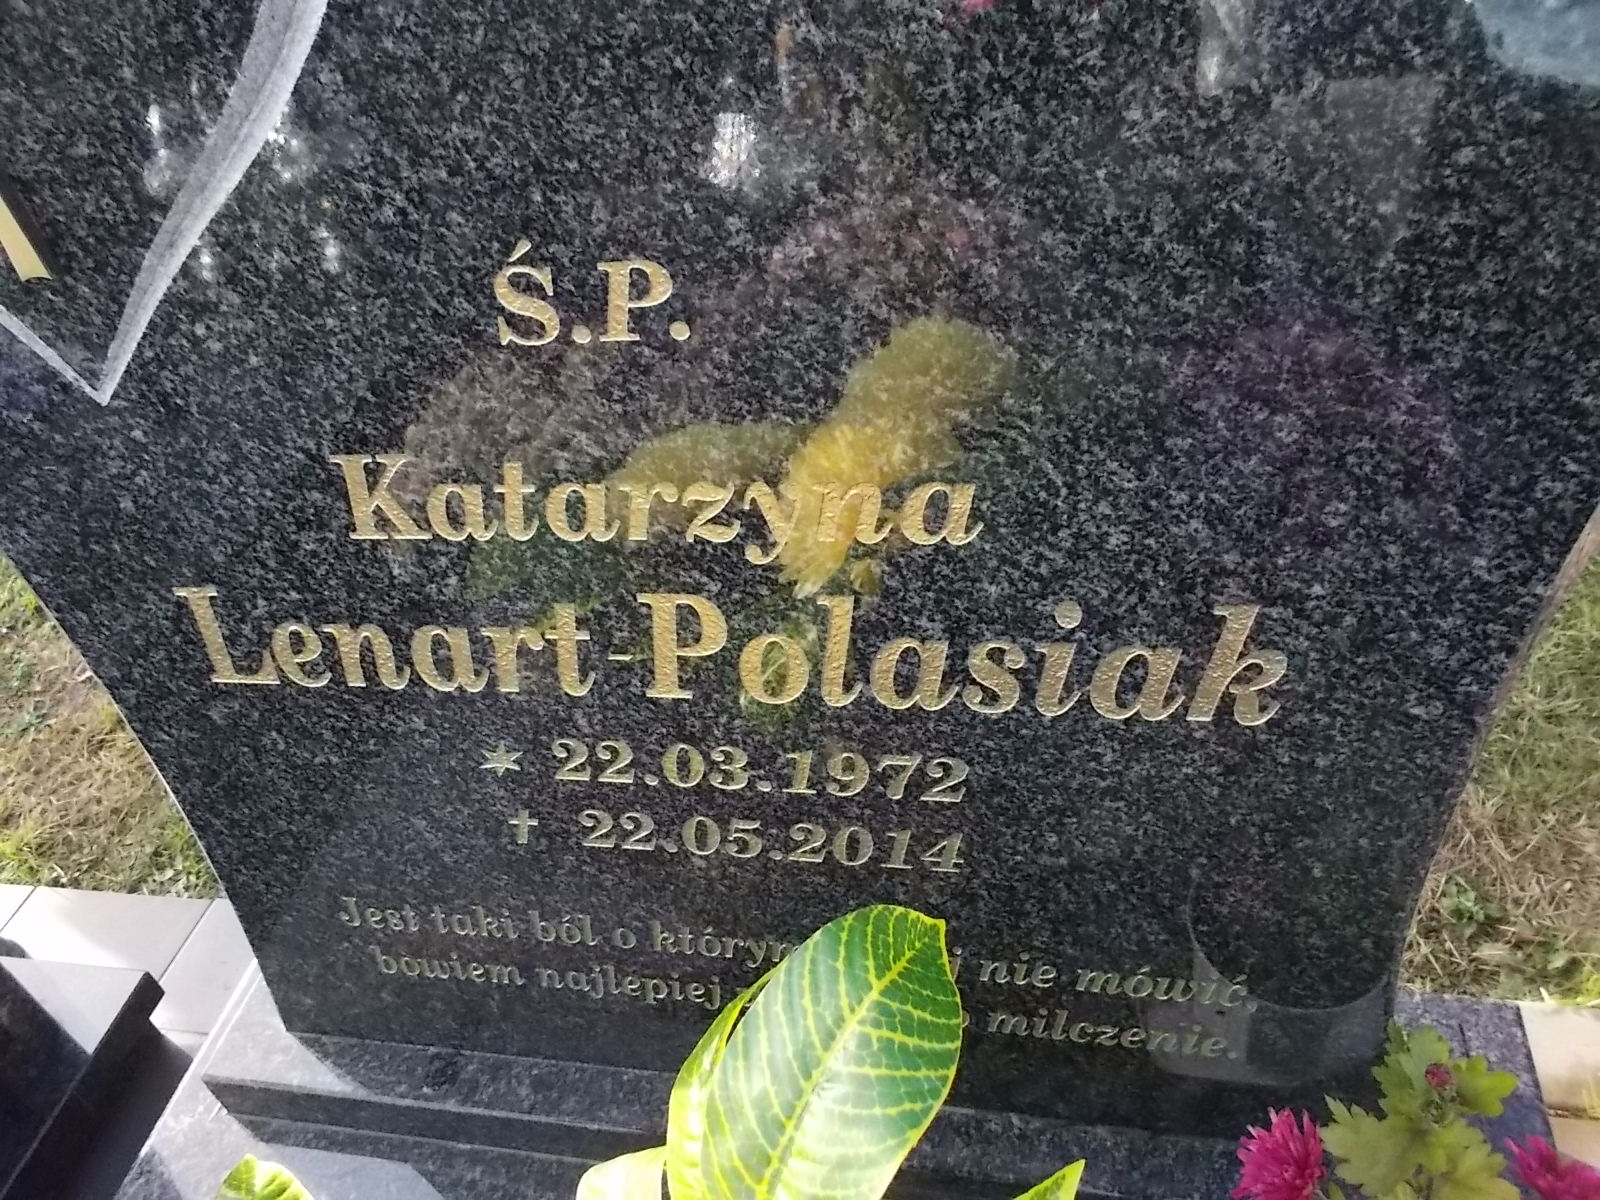 Ś.P.
Katarzyna
Lenart-Polasiak
* 22.03.1972
† 22.05.2014
Jest taki ból o którym nie mówić,
bowiem najlepiej milczenie.